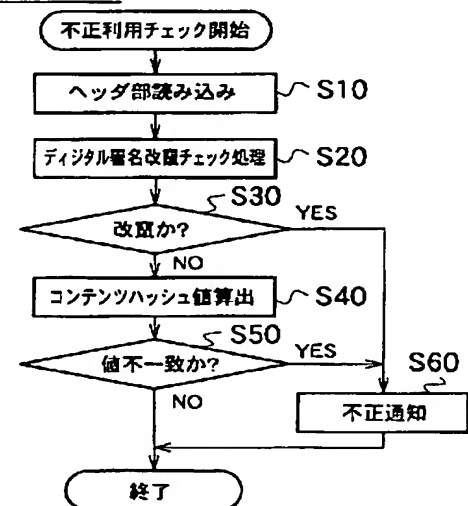 不正利用チェック開始
ヘッダ部読み込み S10
ディジタル署名改竄チェック処理 S20
S30
改竄か? YES
NO
コンテンツハッシュ値算出 S40
S50
値不一致か? YES
S60
NO
不正通知
終了